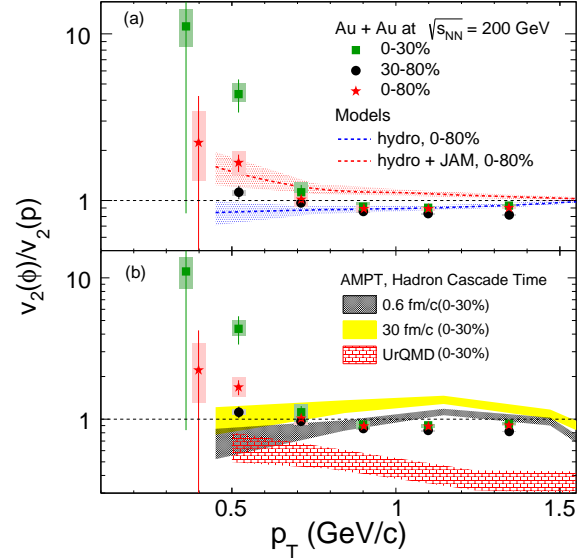 (a)
Au + Au at √sNN = 200 GeV
0-30%
30-80%
0-80%
Models
hydro, 0-80%
hydro + JAM, 0-80%
10
1
v2(ϕ)/v2(p)
(b)
AMPT, Hadron Cascade Time
0.6 fm/c(0-30%)
30 fm/c (0-30%)
UrQMD (0-30%)
10
1
0.5 1 1.5
pT (GeV/c)